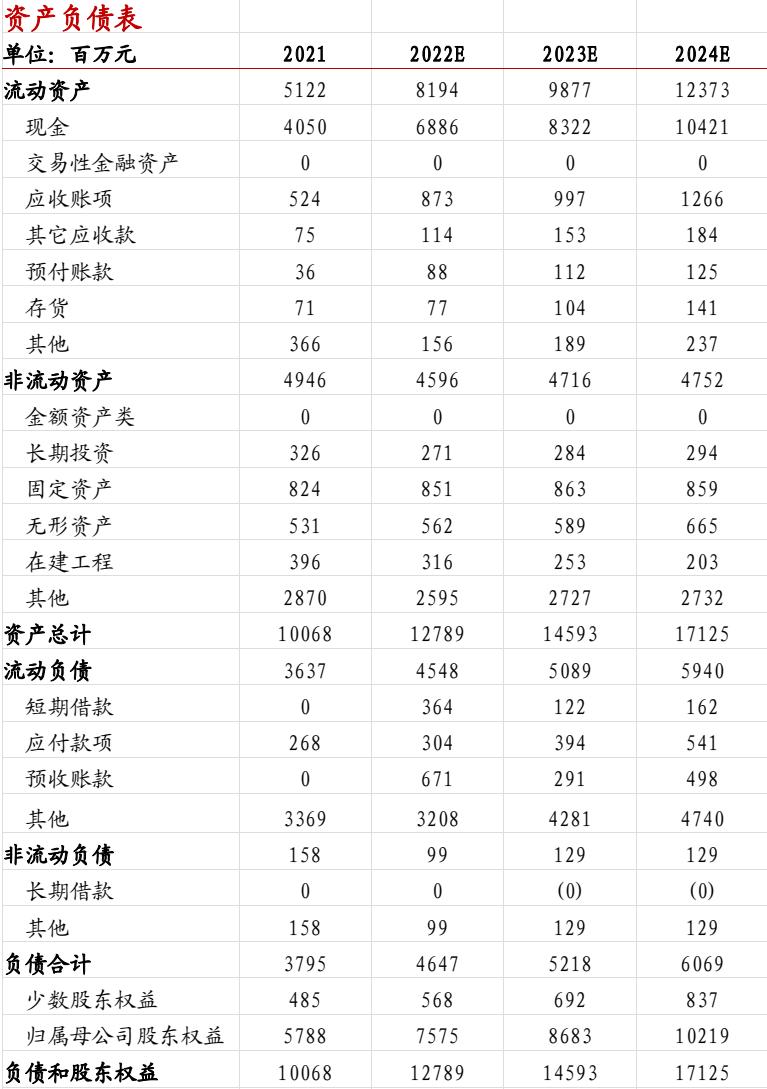 资产负债表
单位：百万元 2021 2022E 2023E 2024E
流动资产 5122 8194 9877 12373
现金 4050 6886 8322 10421
交易性金融资产 0 0 0 0
应收账项 524 873 997 1266
其它应收款 75 114 153 184
预付账款 36 88 112 125
存货 71 77 104 141
其他 366 156 189 237
非流动资产 4946 4596 4716 4752
金额资产类 0 0 0 0
长期投资 326 271 284 294
固定资产 824 851 863 859
无形资产 531 562 589 665
在建工程 396 316 253 203
其他 2870 2595 2727 2732
资产总计 10068 12789 14593 17125
流动负债 3637 4548 5089 5940
短期借款 0 364 122 162
应付款项 268 304 394 541
预收账款 0 671 291 498
其他 3369 3208 4281 4740
非流动负债 158 99 129 129
长期借款 0 0 (0) (0)
其他 158 99 129 129
负债合计 3795 4647 5218 6069
少数股东权益 485 568 692 837
归属母公司股东权益 5788 7575 8683 10219
负债和股东权益 10068 12789 14593 17125